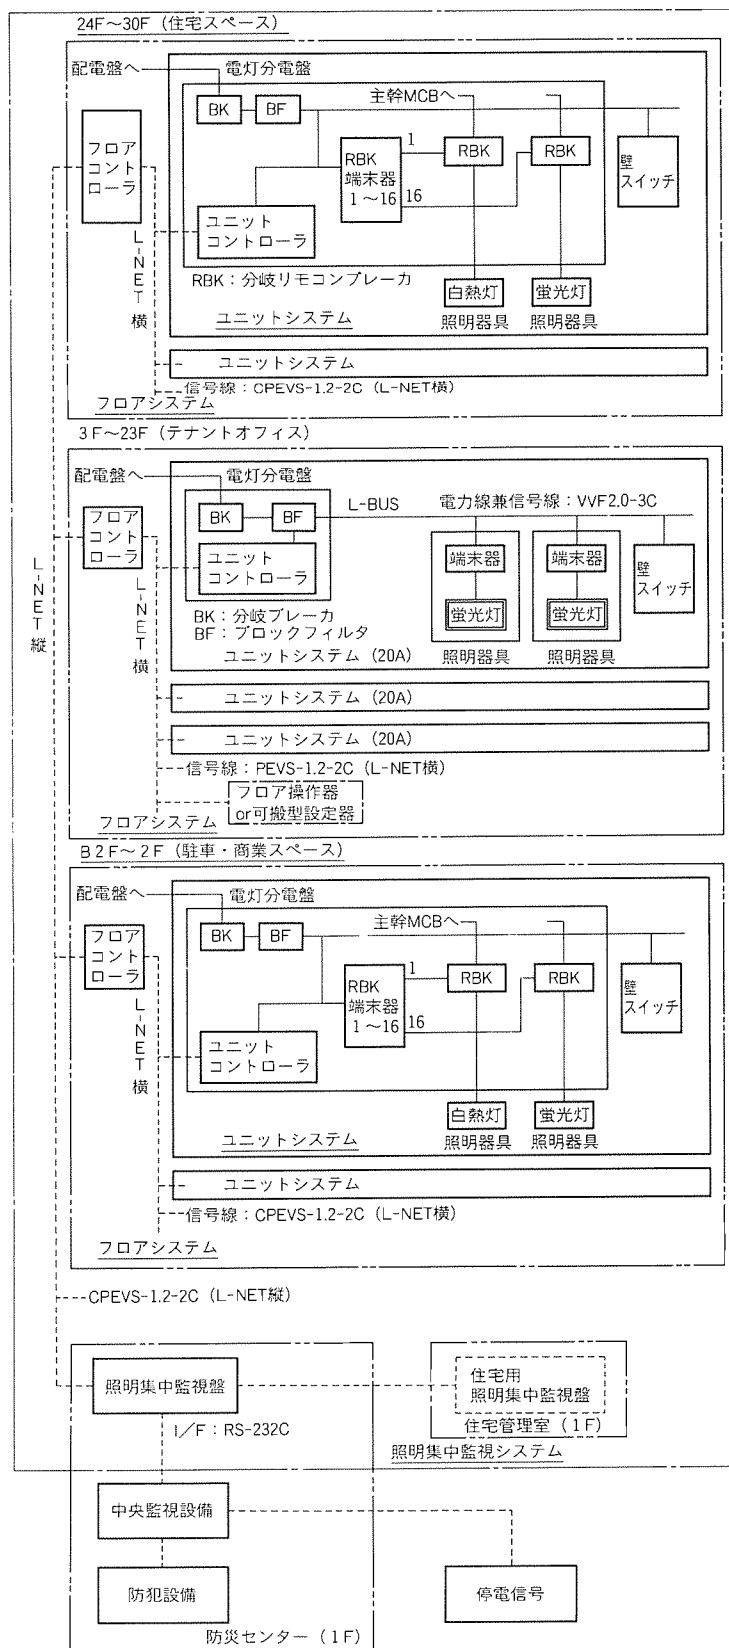 24F～30F（住宅スペース）
配電盤へ
電灯分電盤
主幹MCBへ
BK
BF
フロア
コント
ローラ
RBK
端末器
1～16
1
16
RBK
RBK
壁
スイッチ
ユニット
コントローラ
L-NET横
RBK：分岐リモコンブレーカ
白熱灯
蛍光灯
照明器具
照明器具
ユニットシステム
ユニットシステム
信号線：CPEVS-1.2-2C（L-NET横）
フロアシステム
3F～23F（テナントオフィス）
配電盤へ
電灯分電盤
L-BUS
電力線兼信号線：VVF2.0-3C
フロア
コント
ローラ
BK
BF
ユニット
コントローラ
端末器
端末器
蛍光灯
蛍光灯
壁
スイッチ
L-NET縦
L-NET横
BK：分岐ブレーカ
BF：ブロックフィルタ
ユニットシステム（20A）
照明器具
照明器具
ユニットシステム（20A）
ユニットシステム（20A）
信号線：PEVS-1.2-2C（L-NET横）
フロア操作器
or可搬型設定器
フロアシステム
B2F～2F（駐車・商業スペース）
配電盤へ
電灯分電盤
主幹MCBへ
フロア
コント
ローラ
BK
BF
RBK
端末器
1～16
1
16
RBK
RBK
壁
スイッチ
L-NET横
ユニット
コントローラ
白熱灯
蛍光灯
照明器具
照明器具
ユニットシステム
ユニットシステム
信号線：CPEVS-1.2-2C（L-NET横）
フロアシステム
CPEVS-1.2-2C（L-NET縦）
照明集中監視盤
住宅用
照明集中監視盤
住宅管理室（1F）
I／F：RS-232C
照明集中監視システム
中央監視設備
防犯設備
停電信号
防災センター（1F）